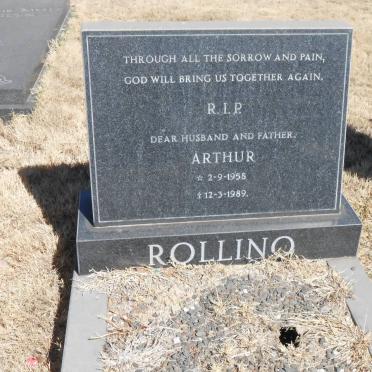 THROUGH ALL THE SORROW AND PAIN,
GOD WILL BRING US TOGETHER AGAIN.
R.I.P.
DEAR HUSBAND AND FATHER.
ARTHUR
☆ 2-9-1958
✝12-3-1989.
ROLLINO